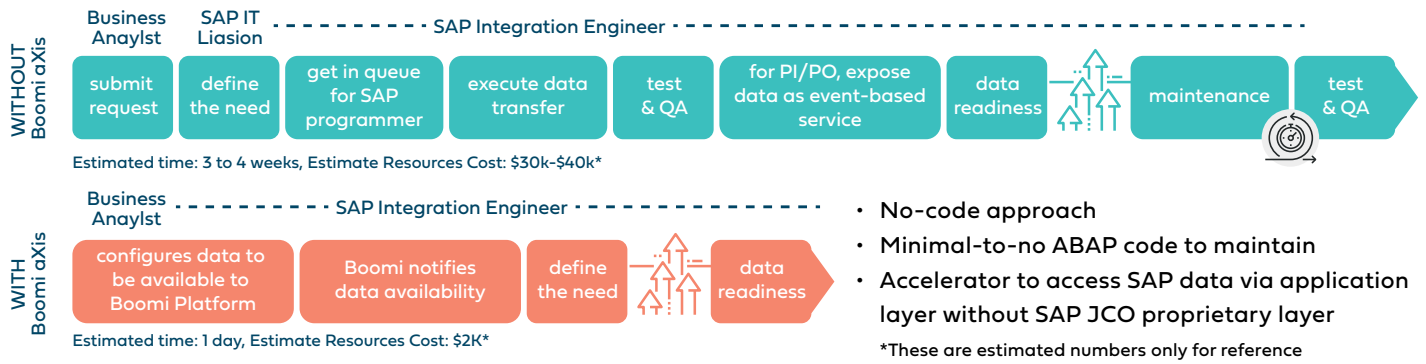 WITHOUT
Boomi aXis
Business
Anaylst
SAP IT
Liasion
SAP Integration Engineer
submit
request
define
the need
get in queue
for SAP
programmer
execute data
transfer
test
& QA
for PI/PO, expose
data as event-based
service
data
readiness
maintenance
test
& QA
Estimated time: 3 to 4 weeks, Estimate Resources Cost: $30k-$40k*
WITH
Boomi aXis
Business
Anaylst
SAP Integration Engineer
configures data to
be available to
Boomi Platform
Boomi notifies
data availability
define
the need
data
readiness
Estimated time: 1 day, Estimate Resources Cost: $2K*
• No-code approach
• Minimal-to-no ABAP code to maintain
• Accelerator to access SAP data via application
layer without SAP JCO proprietary layer
*These are estimated numbers only for reference